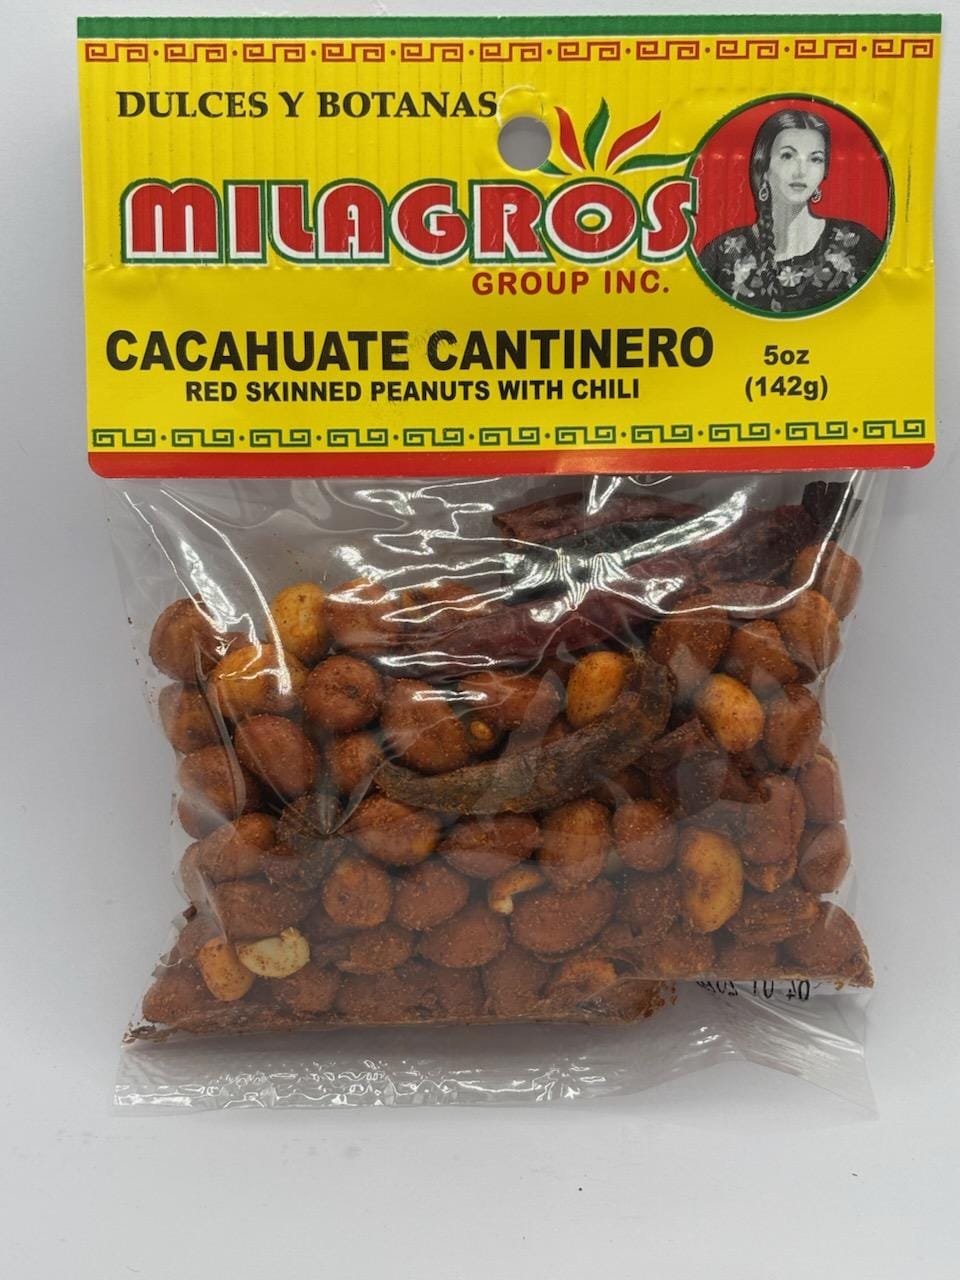 DULCES Y BOTANAS
MILAGROS
GROUP INC.
CACAHUATE CANTINERO
RED SKINNED PEANUTS WITH CHILI
5oz
(142g)